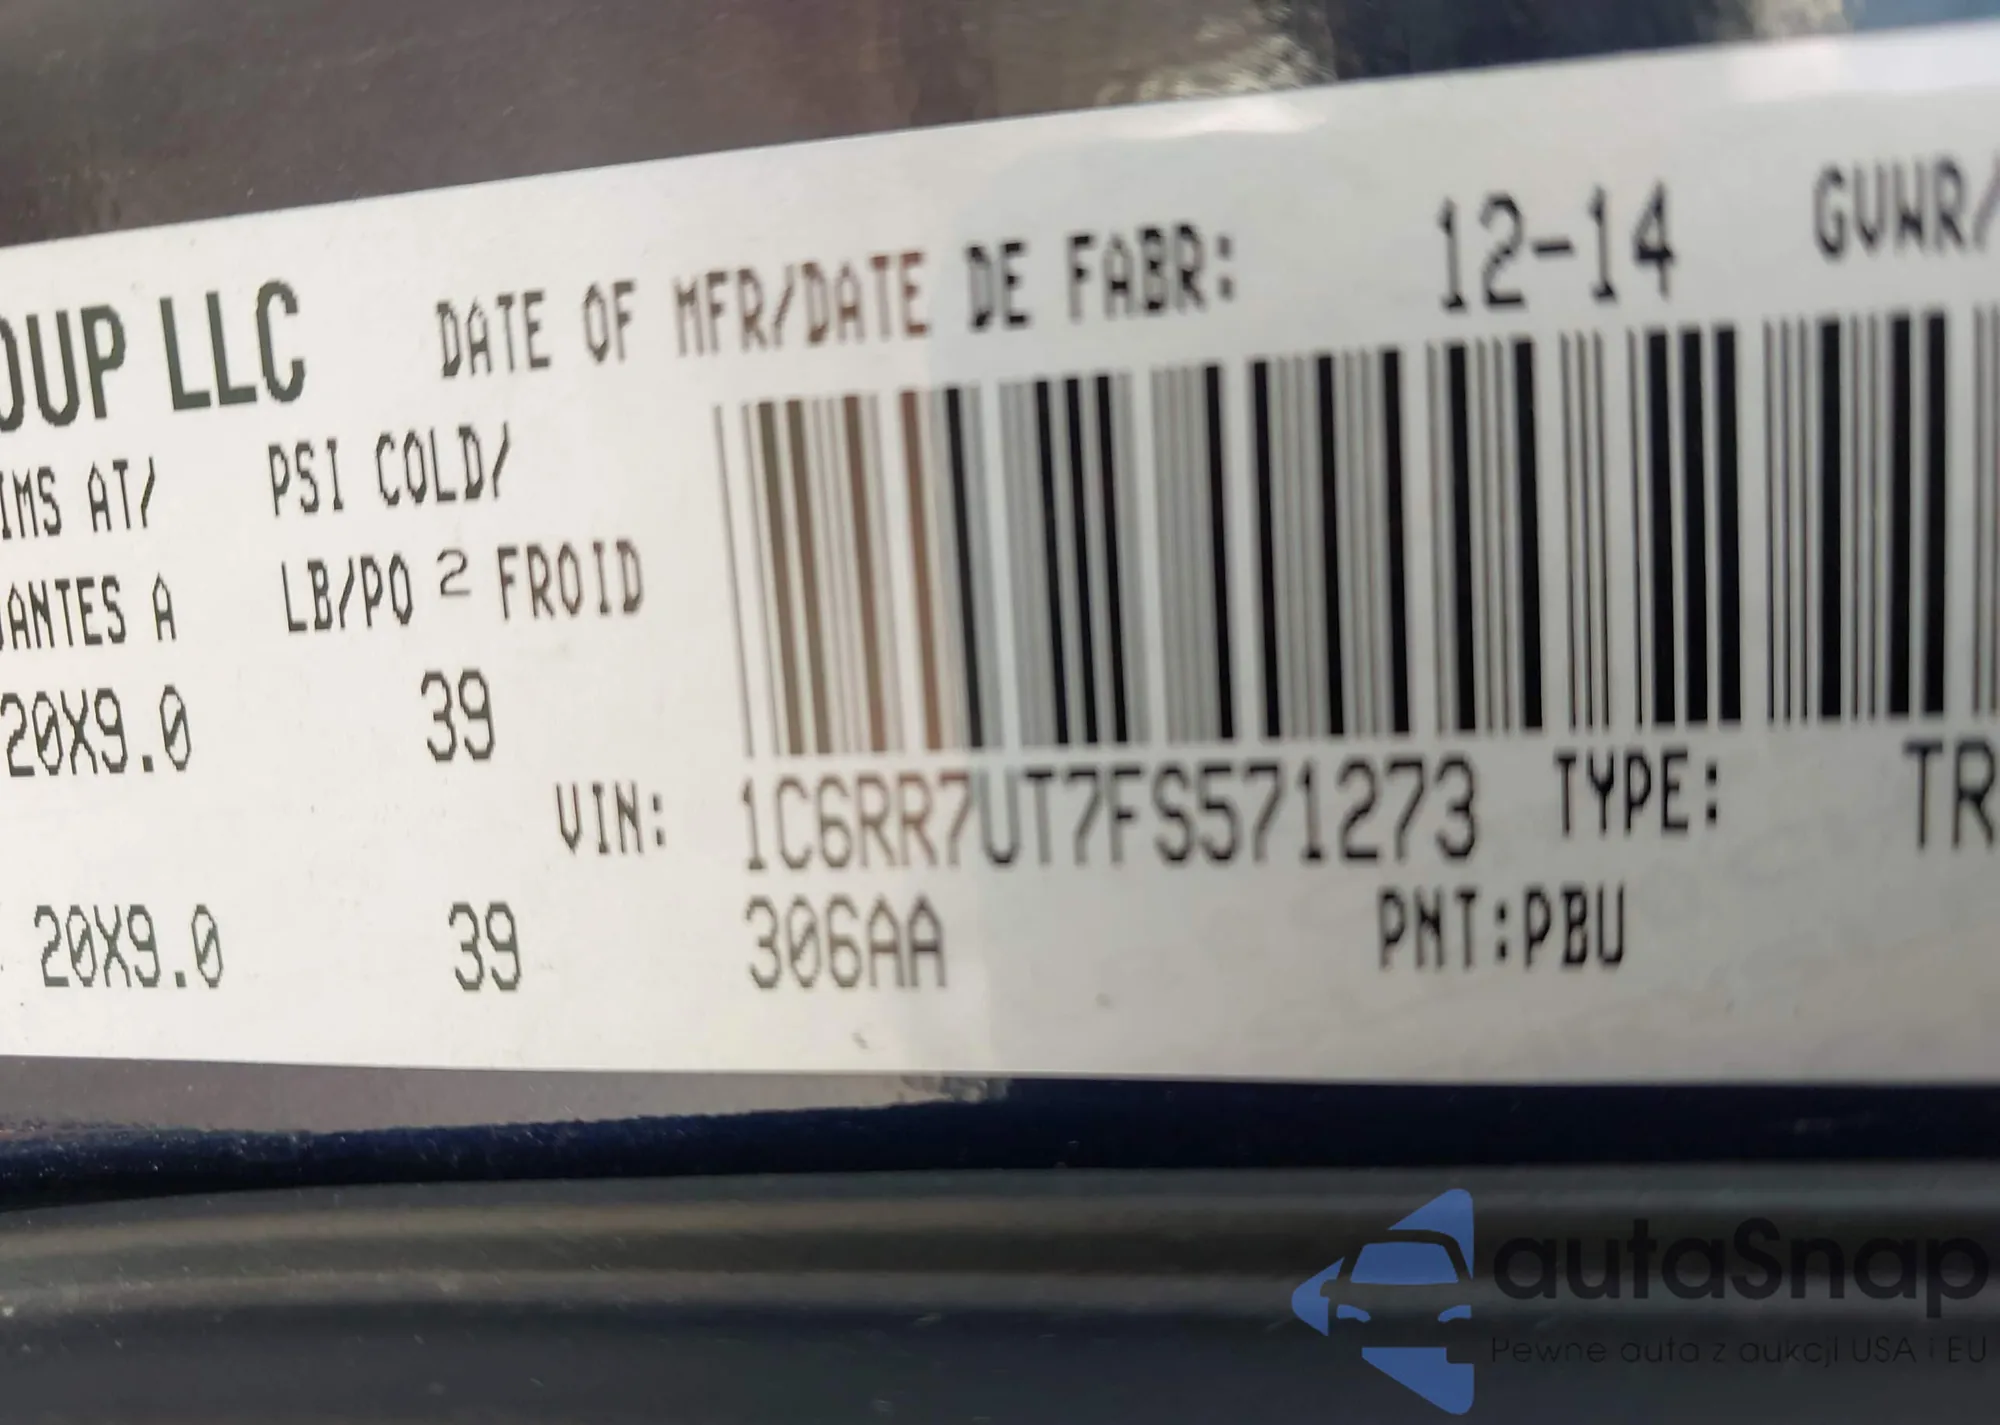 OUP LLC
DATE OF MFR/DATE DE FABR: 12-14 GVWR/
IMS AT/ PSI COLD/
JANTES A LB/PO 2 FROID
20X9.0 39
VIN: 1C6RR7UT7FS571273 TYPE: TR
20X9.0 39 306AA PNT:PBU
autaSnap
Pewne auta z aukcji USA i EU